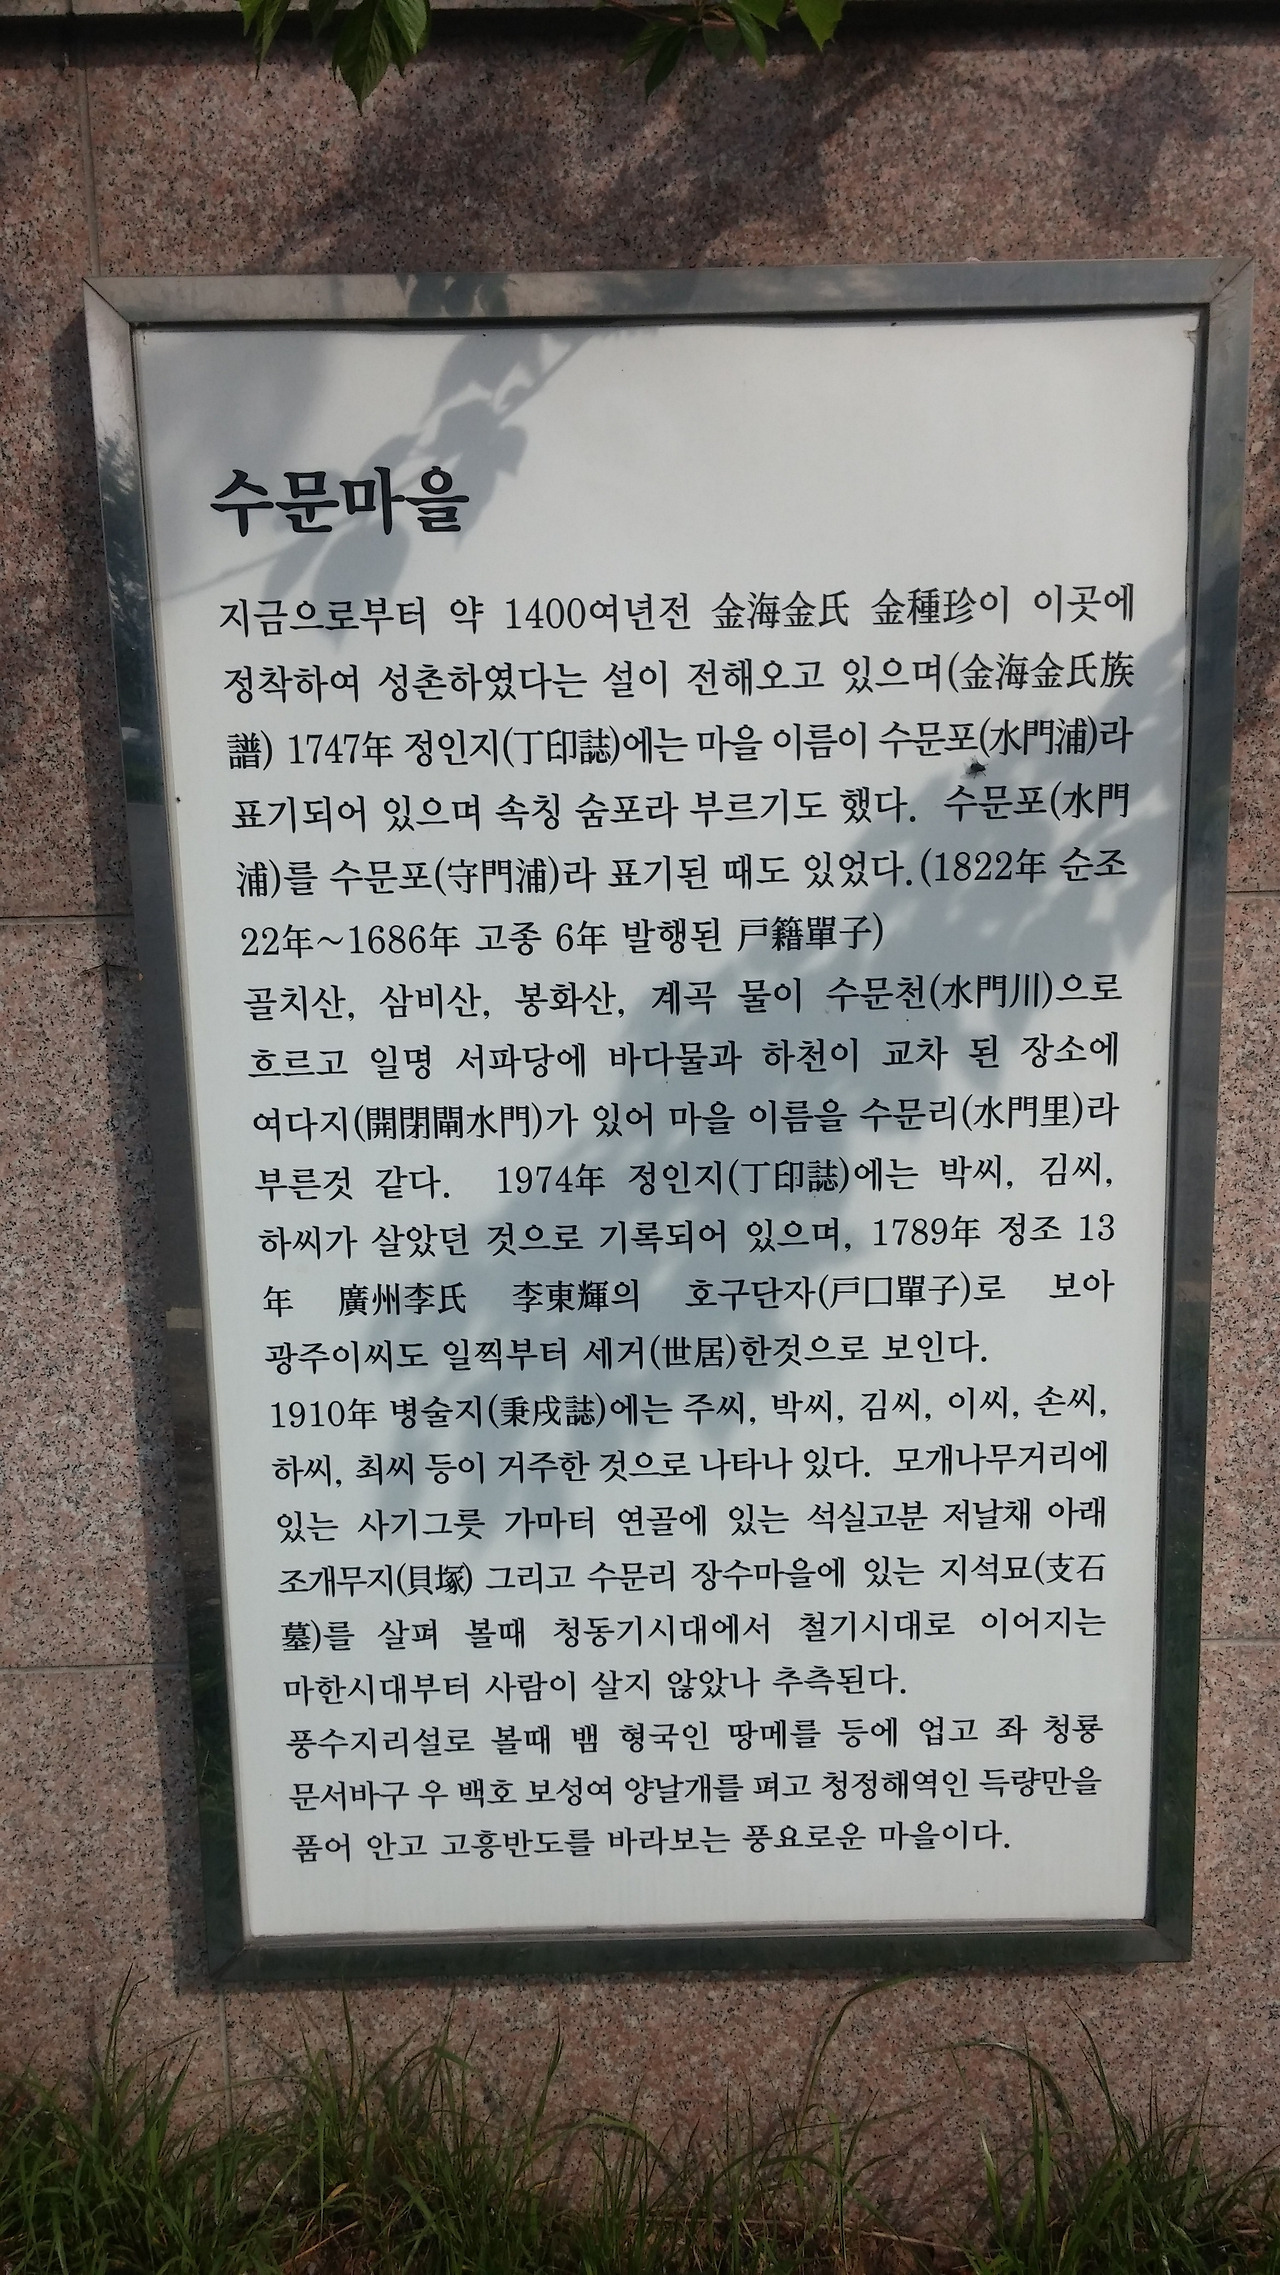 수문마을
지금으로부터 약 1400여년전 金海金氏 金種珍이 이곳에
정착하여 성촌하였다는 설이 전해오고 있으며(金海金氏族
譜) 1747年 정인지(丁印誌)에는 마을 이름이 수문포(水門浦)라
표기되어 있으며 속칭 숨포라 부르기도 했다. 수문포(水門
浦)를 수문포(守門浦)라 표기된 때도 있었다.(1822年 순조
22年~1686年 고종 6年 발행된 戶籍單子)
골치산, 삼비산, 봉화산, 계곡 물이 수문천(水門川)으로
흐르고 일명 서파당에 바다물과 하천이 교차 된 장소에
여다지(開閉閘水門)가 있어 마을 이름을 수문리(水門里)라
부른것 같다. 1974年 정인지(丁印誌)에는 박씨, 김씨,
하씨가 살았던 것으로 기록되어 있으며, 1789年 정조 13
年 廣州李氏 李東輝의 호구단자(戶口單子)로 보아
광주이씨도 일찍부터 세거(世居)한것으로 보인다.
1910年 병술지(秉戌誌)에는 주씨, 박씨, 김씨, 이씨, 손씨,
하씨, 최씨 등이 거주한 것으로 나타나 있다. 모개나무거리에
있는 사기그릇 가마터 연골에 있는 석실고분 저날채 아래
조개무지(貝塚) 그리고 수문리 장수마을에 있는 지석묘(支石
墓)를 살펴 볼때 청동기시대에서 철기시대로 이어지는
마한시대부터 사람이 살지 않았나 추측된다.
풍수지리설로 볼때 뱀 형국인 땅메를 등에 업고 좌 청룡
문서바구 우 백호 보성여 양날개를 펴고 청정해역인 득량만을
품어 안고 고흥반도를 바라보는 풍요로운 마을이다.